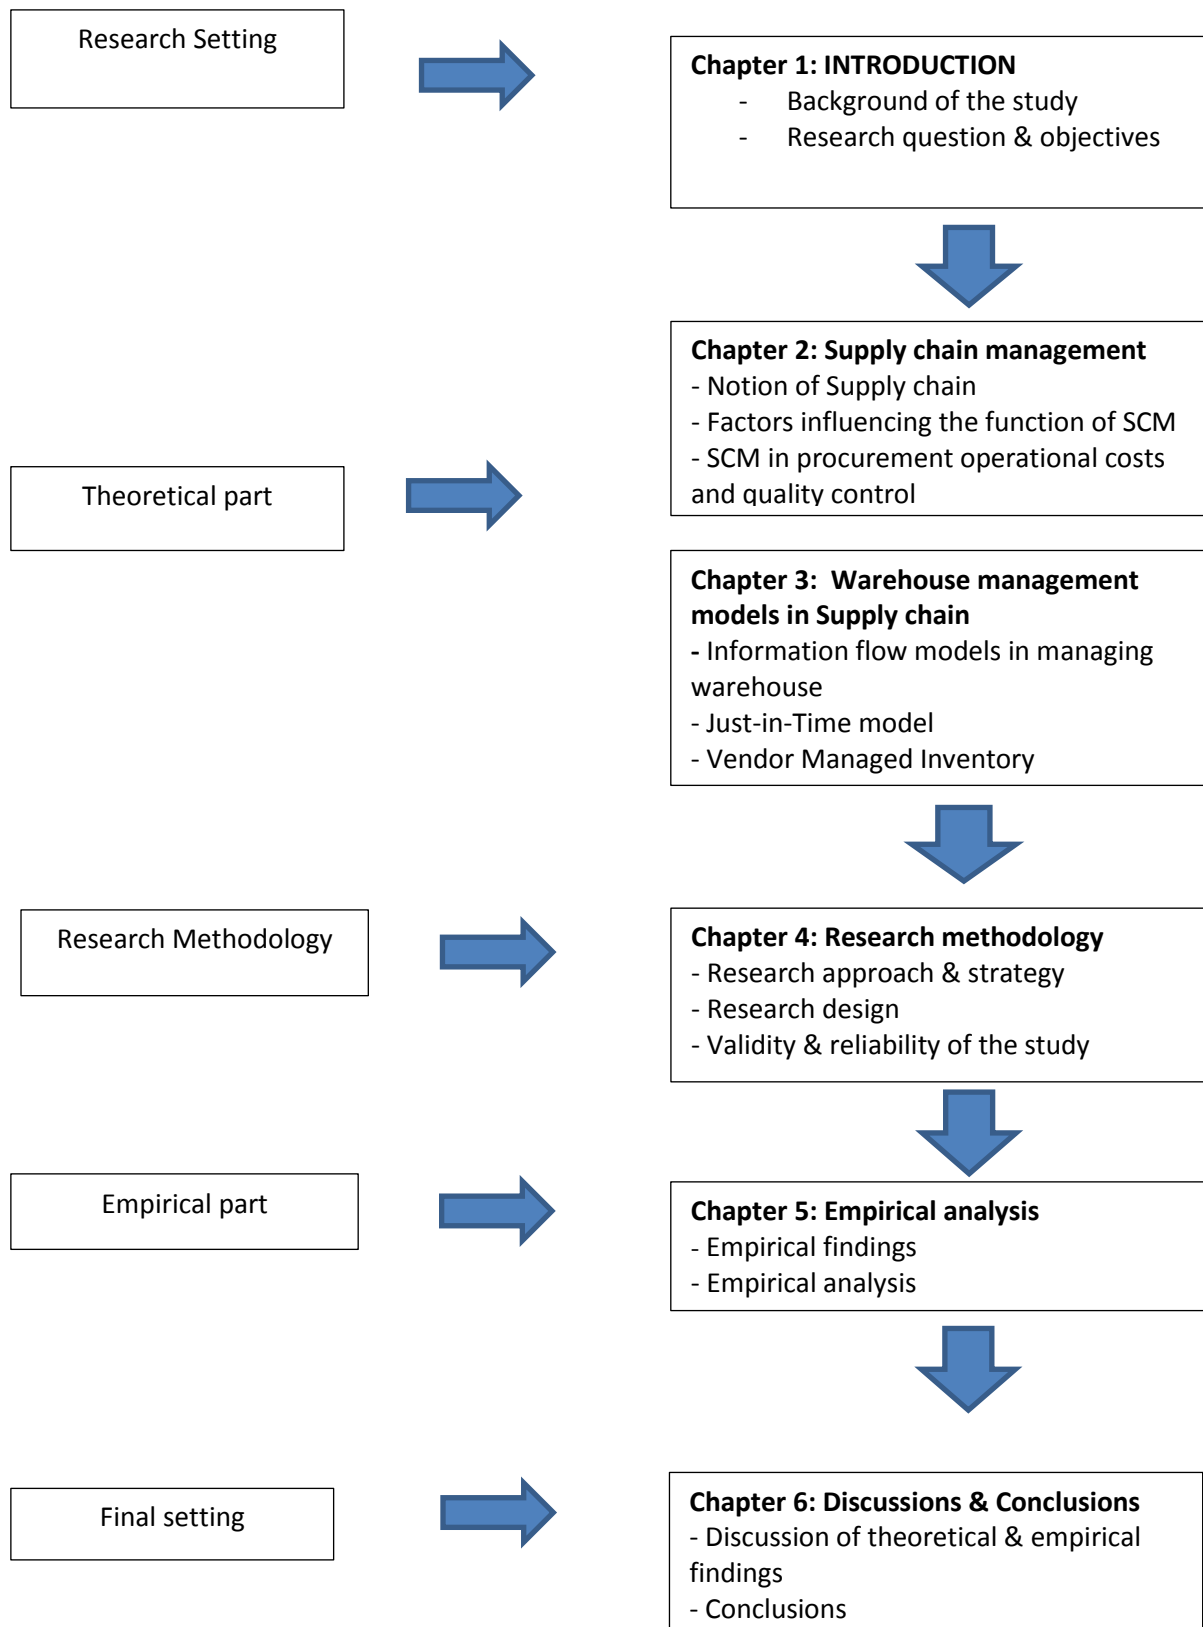 Research Setting
Chapter 1: INTRODUCTION
- Background of the study
- Research question & objectives
Chapter 2: Supply chain management
- Notion of Supply chain
- Factors influencing the function of SCM
- SCM in procurement operational costs
and quality control
Theoretical part
Chapter 3:  Warehouse management
models in Supply chain
- Information flow models in managing
warehouse
- Just-in-Time model
- Vendor Managed Inventory
Research Methodology
Chapter 4: Research methodology
- Research approach & strategy
- Research design
- Validity & reliability of the study
Empirical part
Chapter 5: Empirical analysis
- Empirical findings
- Empirical analysis
Final setting
Chapter 6: Discussions & Conclusions
- Discussion of theoretical & empirical
findings
- Conclusions